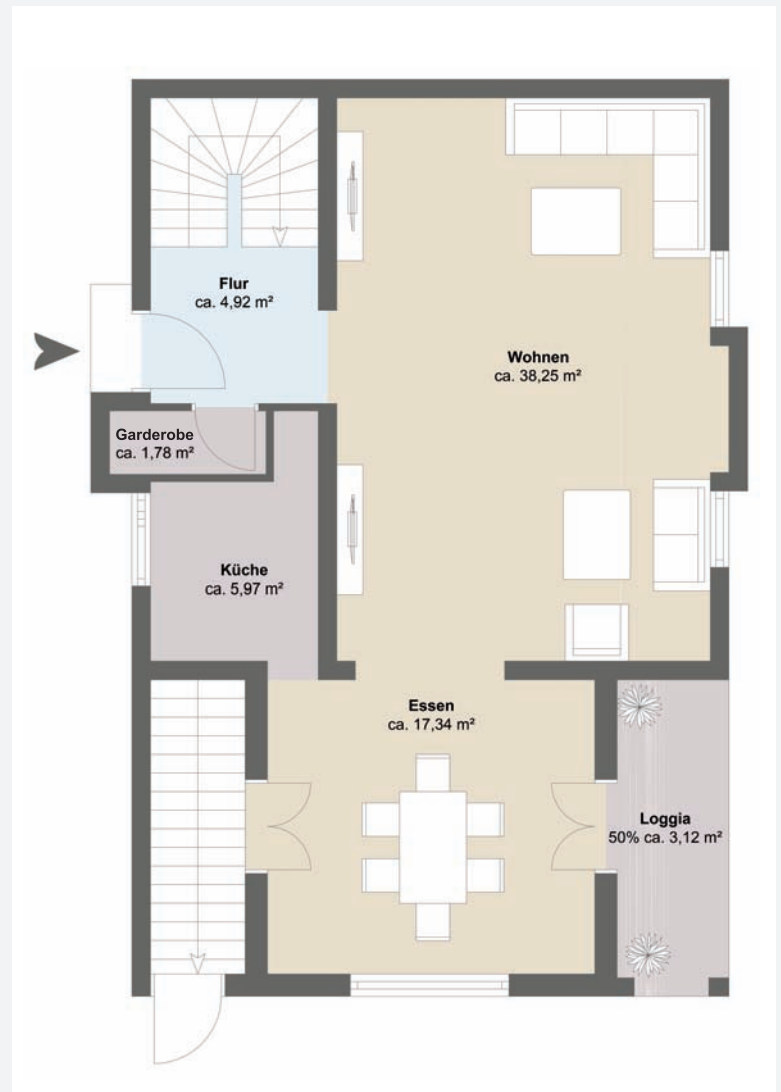 Flur
ca. 4,92 m²
Wohnen
ca. 38,25 m²
Garderobe
ca. 1,78 m²
Küche
ca. 5,97 m²
Essen
ca. 17,34 m²
Loggia
50% ca. 3,12 m²